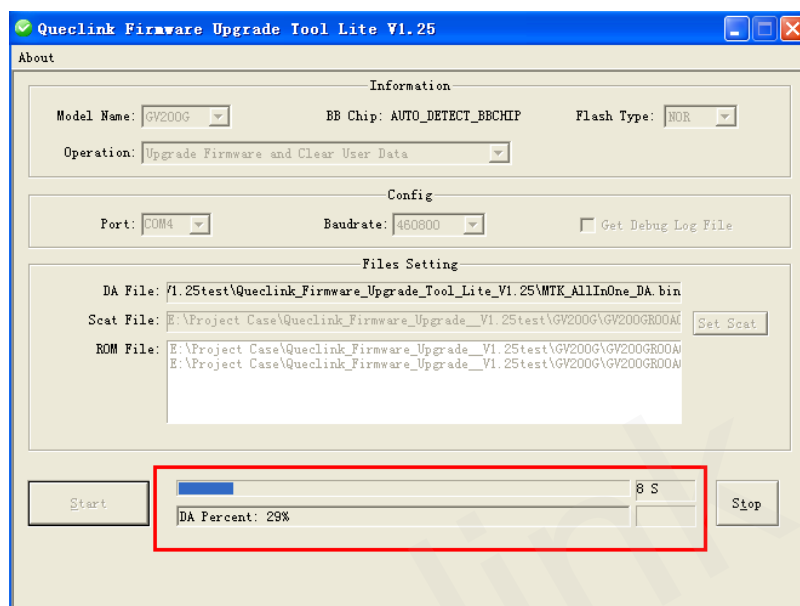 Queclink Firmware Upgrade Tool Lite V1.25
About
Information
Model Name: GV200G BB Chip: AUTO_DETECT_BBCHIP Flash Type: NOR
Operation: Upgrade Firmware and Clear User Data
Config
Port: COM4 Baudrate: 460800 Get Debug Log File
Files Setting
DA File: V1.25test\Queclink_Firmware_Upgrade_Tool_Lite_V1.25\MTK_AllInOne_DA.bin
Scat File: E:\Project Case\Queclink_Firmware_Upgrade__V1.25test\GV200G\GV200GR00A0 Set Scat
ROM File: E:\Project Case\Queclink_Firmware_Upgrade__V1.25test\GV200G\GV200GR00A
E:\Project Case\Queclink_Firmware_Upgrade__V1.25test\GV200G\GV200GR00A
8 S
Start DA Percent: 29% Stop
link